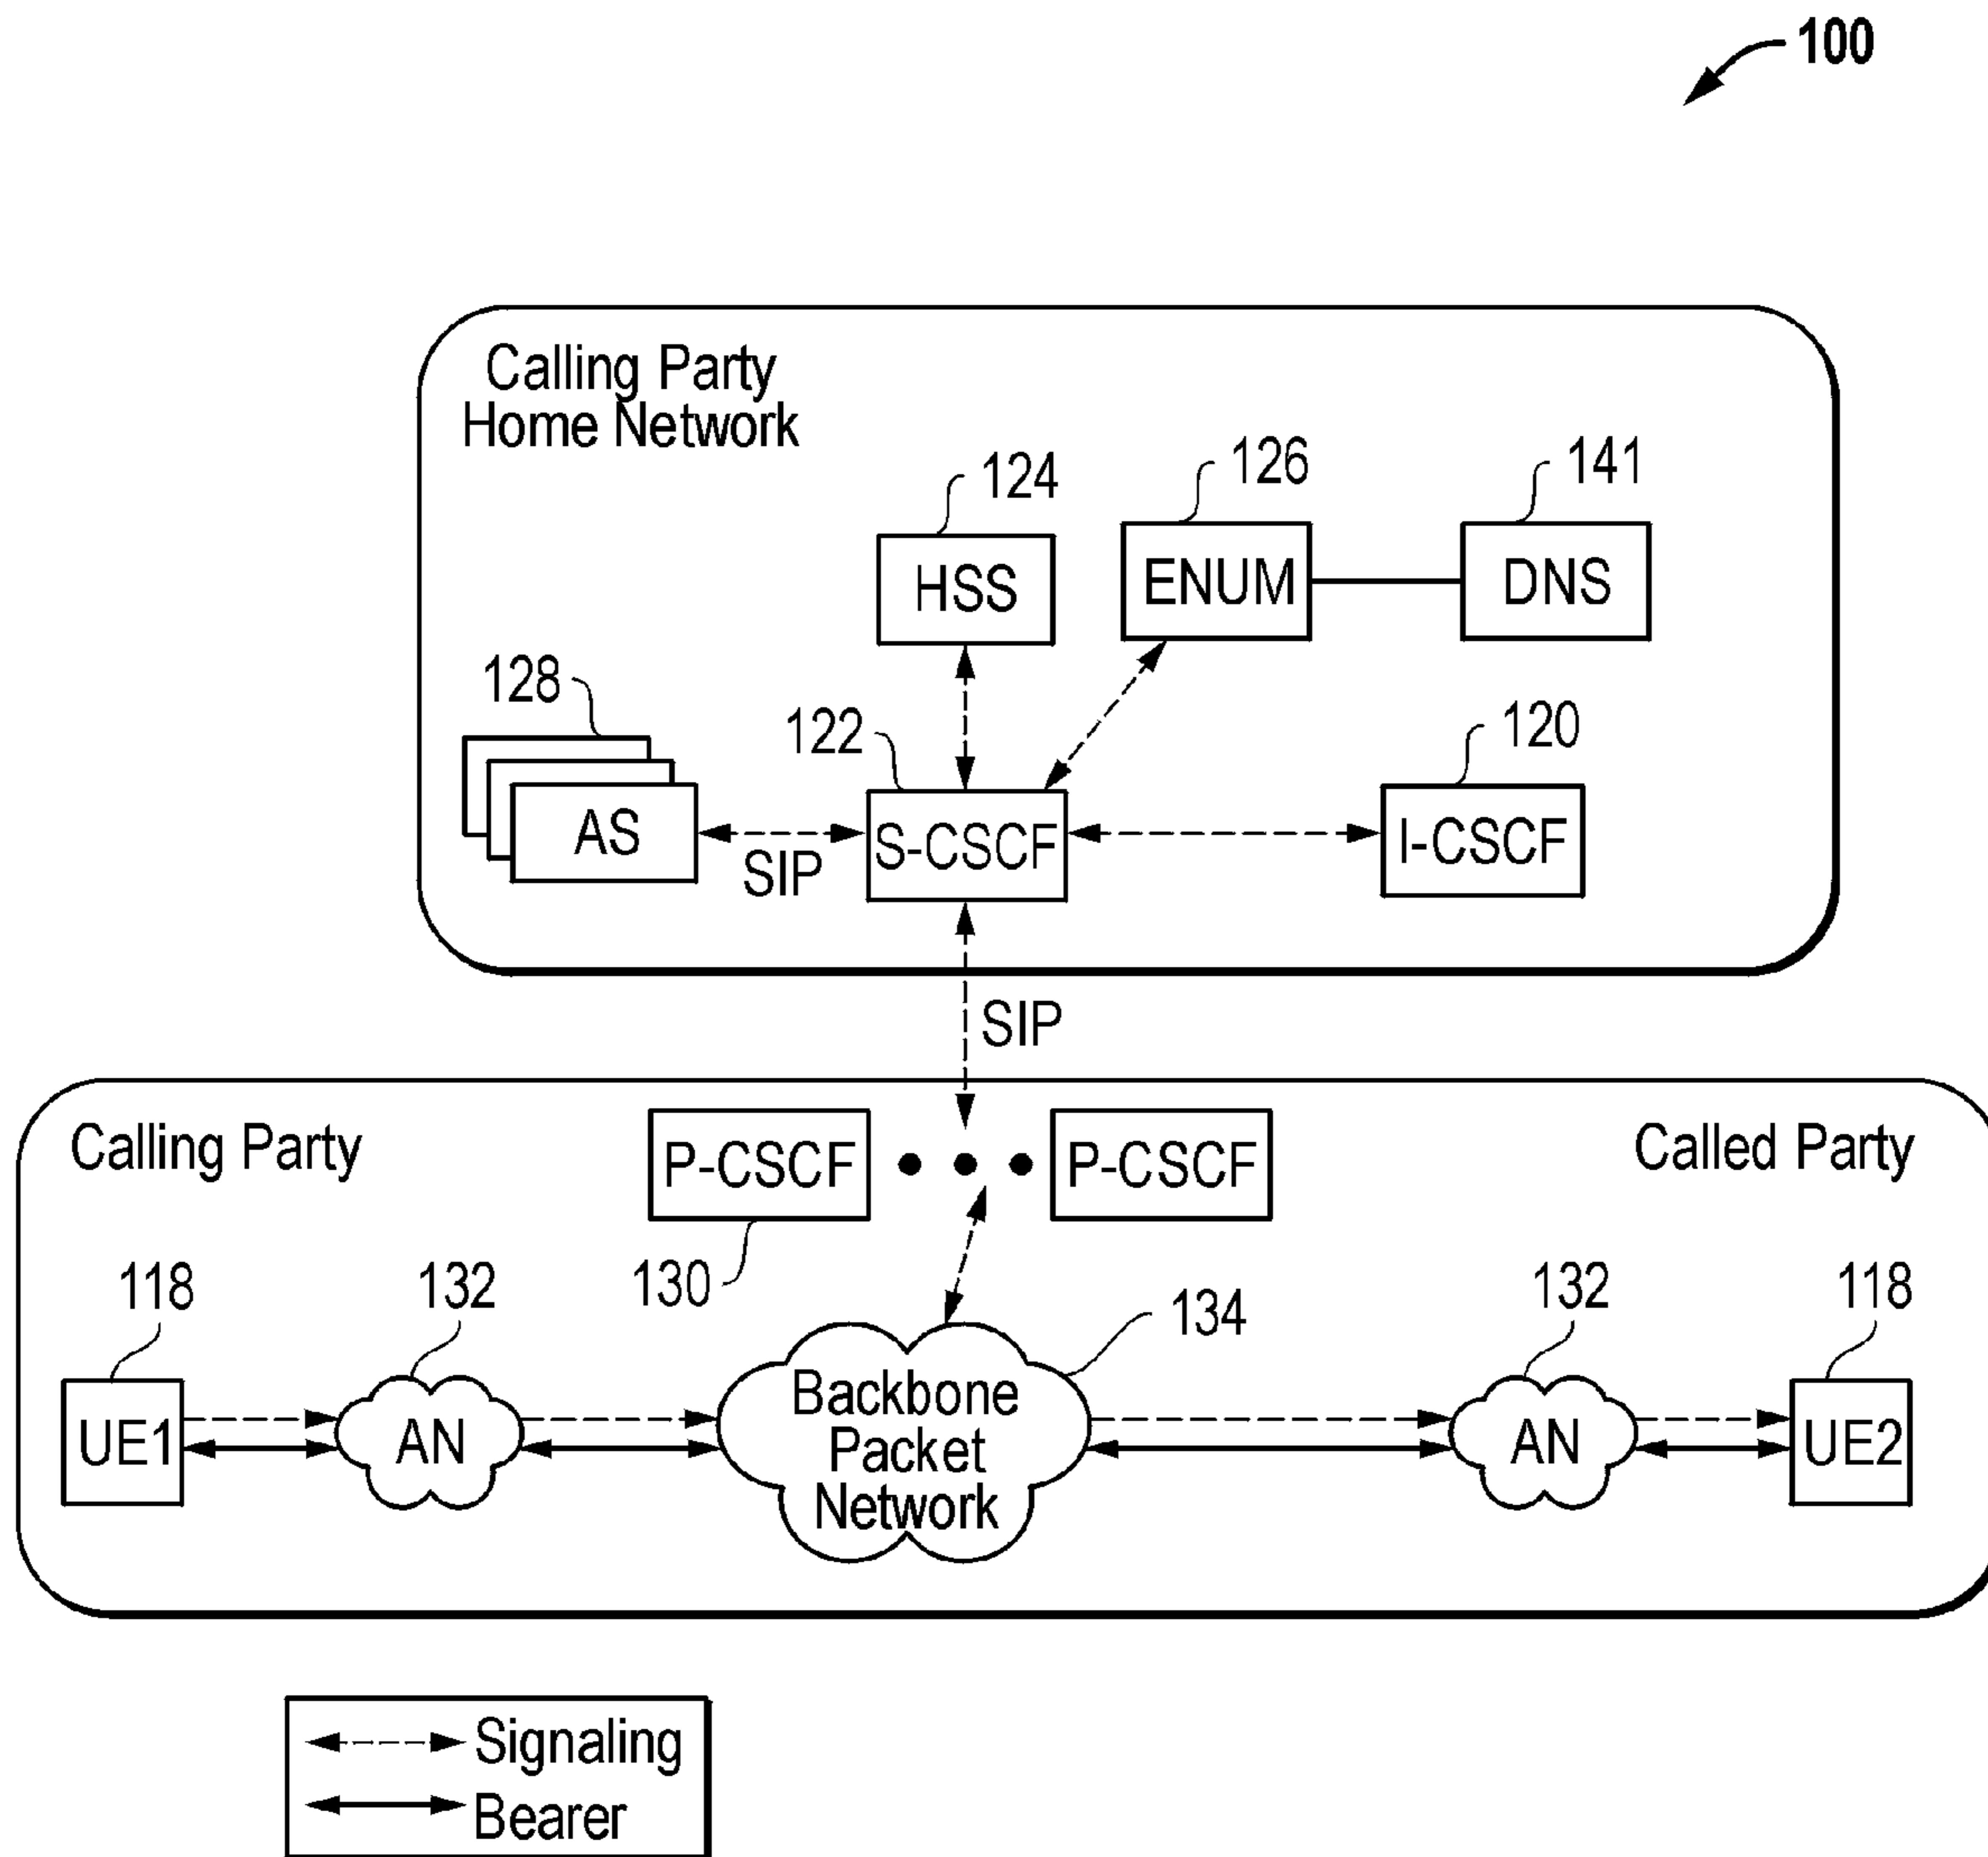 100
Calling Party
Home Network
124
126
141
HSS
ENUM
DNS
128
122
120
AS
SIP
S-CSCF
I-CSCF
SIP
Calling Party
P-CSCF
P-CSCF
Called Party
118
132
130
134
132
118
UE1
AN
Backbone
Packet
Network
AN
UE2
Signaling
Bearer